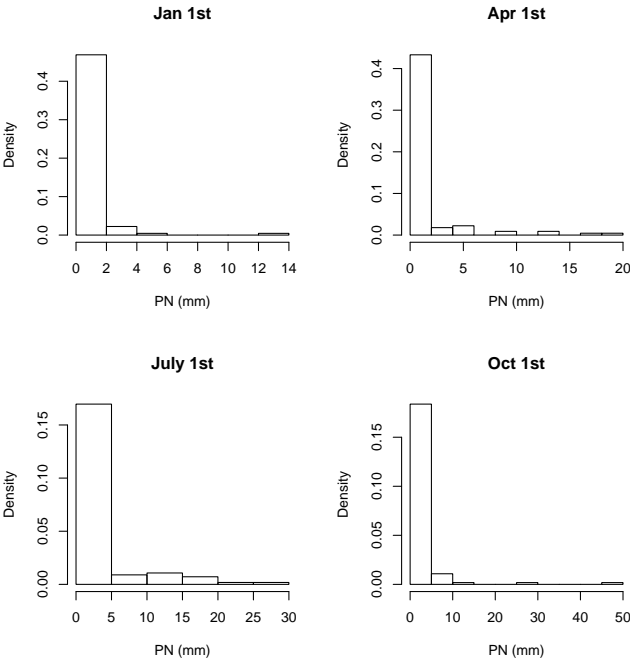 Jan 1st
Density
0.0 0.1 0.2 0.3 0.4
0 2 4 6 8 10 12 14
PN (mm)
Apr 1st
Density
0.0 0.1 0.2 0.3 0.4
0 5 10 15 20
PN (mm)
July 1st
Density
0.00 0.05 0.10 0.15
0 5 10 15 20 25 30
PN (mm)
Oct 1st
Density
0.00 0.05 0.10 0.15
0 10 20 30 40 50
PN (mm)